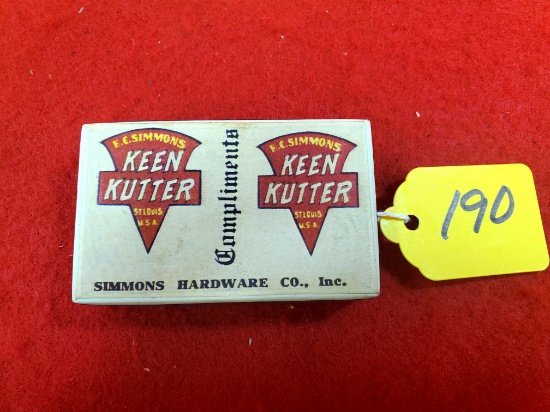 E.C. SIMMONS
KEEN
KUTTER
ST. LOUIS
U.S.A.
Compliments
E.C. SIMMONS
KEEN
KUTTER
ST. LOUIS
U.S.A.
SIMMONS HARDWARE CO., Inc.
190